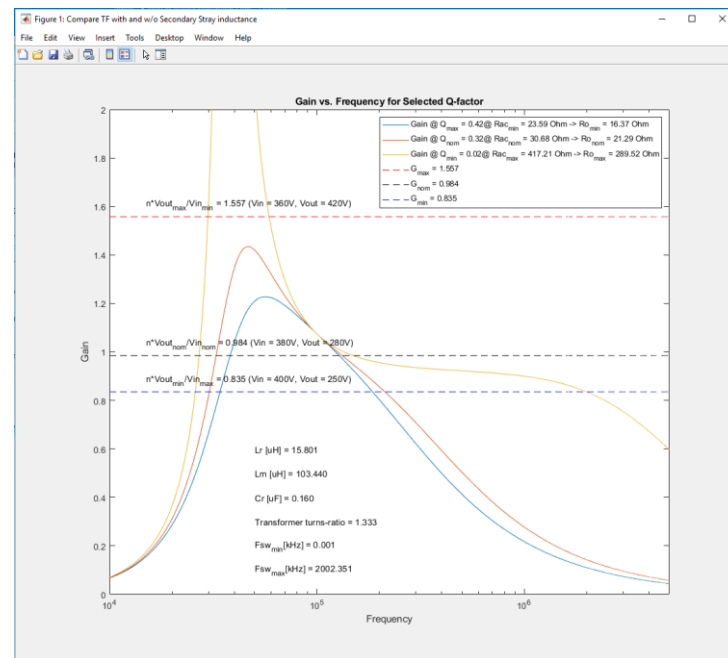 Figure 1: Compare TF with and w/o Secondary Stray inductance
File Edit View Insert Tools Desktop Window Help
Gain vs. Frequency for Selected Q-factor
Gain @ Qmax = 0.42@ Racmin = 23.59 Ohm -> Romin = 16.37 Ohm
Gain @ Qnom = 0.32@ Racnom = 30.68 Ohm -> Ronom = 21.29 Ohm
Gain @ Qmin = 0.02@ Racmax = 417.21 Ohm -> Romax = 289.52 Ohm
Gmax = 1.557
Gnom = 0.984
Gmin = 0.835
2
1.8
1.6
1.4
1.2
1
0.8
0.6
0.4
0.2
0
Gain
n*Voutmax/Vinmin = 1.557 (Vin = 360V, Vout = 420V)
n*Voutnom/Vinnom = 0.984 (Vin = 380V, Vout = 280V)
n*Voutmin/Vinmax = 0.835 (Vin = 400V, Vout = 250V)
Lr [uH] = 15.801
Lm [uH] = 103.440
Cr [uF] = 0.160
Transformer turns-ratio = 1.333
Fswmin[kHz] = 0.001
Fswmax[kHz] = 2002.351
10^4 10^5 10^6
Frequency